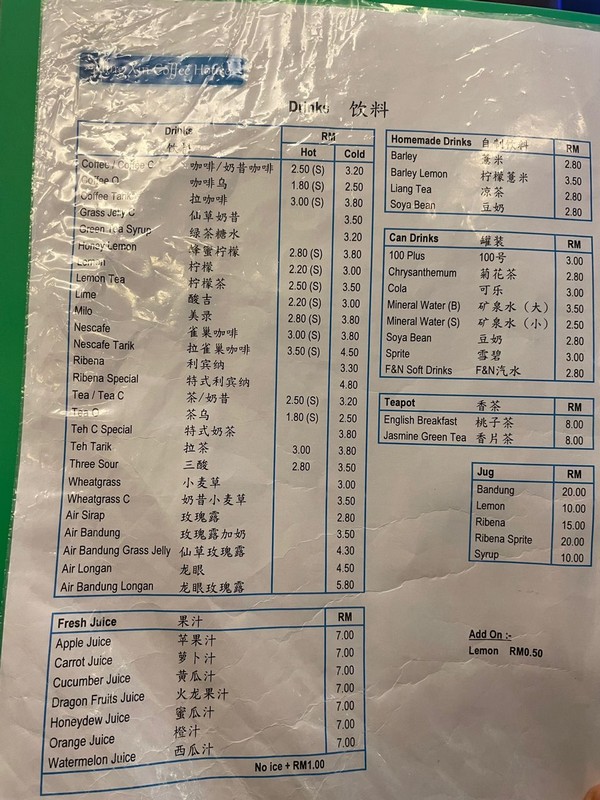 Coffee
Drinks 饮料
Drinks 饮料 RM
Hot Cold
Coffee / Coffee C 咖啡/奶昔咖啡 2.50 (S) 3.20
Coffee O 咖啡乌 1.80 (S) 2.50
Coffee Tarik 拉咖啡 3.00 (S) 3.80
Grass Jelly C 仙草奶昔 3.50
Green Tea Syrup 绿茶糖水 3.20
Honey Lemon 蜂蜜柠檬 2.80 (S) 3.80
Lemon 柠檬 2.20 (S) 3.00
Lemon Tea 柠檬茶 2.50 (S) 3.50
Lime 酸吉 2.20 (S) 3.00
Milo 美录 2.80 (S) 3.80
Nescafe 雀巢咖啡 3.00 (S) 3.80
Nescafe Tarik 拉雀巢咖啡 3.50 (S) 4.50
Ribena 利宾纳 3.30
Ribena Special 特式利宾纳 4.80
Tea / Tea C 茶/奶昔 2.50 (S) 3.20
Tea O 茶乌 1.80 (S) 2.50
Teh C Special 特式奶茶 3.80
Teh Tarik 拉茶 3.00 3.80
Three Sour 三酸 2.80 3.50
Wheatgrass 小麦草 3.00
Wheatgrass C 奶昔小麦草 3.50
Air Sirap 玫瑰露 2.80
Air Bandung 玫瑰露加奶 3.50
Air Bandung Grass Jelly 仙草玫瑰露 4.30
Air Longan 龙眼 4.50
Air Bandung Longan 龙眼玫瑰露 5.80
Fresh Juice 果汁 RM
Apple Juice 苹果汁 7.00
Carrot Juice 萝卜汁 7.00
Cucumber Juice 黄瓜汁 7.00
Dragon Fruits Juice 火龙果汁 7.00
Honeydew Juice 蜜瓜汁 7.00
Orange Juice 橙汁 7.00
Watermelon Juice 西瓜汁 7.00
No ice + RM1.00
Homemade Drinks 自制饮料 RM
Barley 薏米 2.80
Barley Lemon 柠檬薏米 3.50
Liang Tea 凉茶 2.80
Soya Bean 豆奶 2.80
Can Drinks 罐装 RM
100 Plus 100号 3.00
Chrysanthemum 菊花茶 2.80
Cola 可乐 3.00
Mineral Water (B) 矿泉水（大） 3.50
Mineral Water (S) 矿泉水（小） 2.50
Soya Bean 豆奶 2.80
Sprite 雪碧 3.00
F&N Soft Drinks F&N汽水 2.80
Teapot 香茶 RM
English Breakfast 桃子茶 8.00
Jasmine Green Tea 香片茶 8.00
Jug RM
Bandung 20.00
Lemon 10.00
Ribena 15.00
Ribena Sprite 20.00
Syrup 10.00
Add On :-
Lemon RM0.50